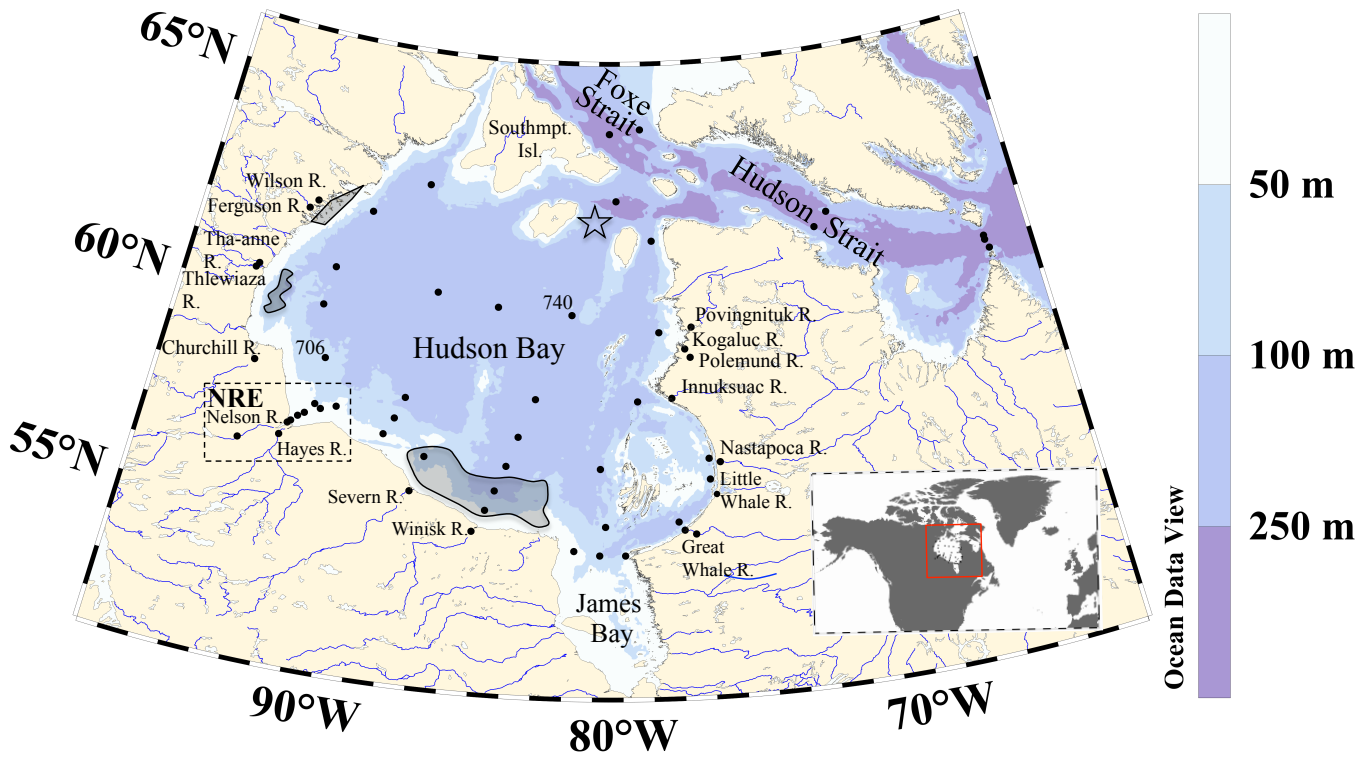 65°N
60°N
55°N
90°W
80°W
70°W
Foxe
Strait
Southmpt.
Isl.
Hudson Strait
Wilson R.
Ferguson R.
Tha-anne
R.
Thlewiaza
R.
740
Povingnituk R.
Kogaluc R.
Polemund R.
Churchill R.
706
Hudson Bay
Innuksuac R.
NRE
Nelson R.
Hayes R.
Nastapoca R.
Little
Whale R.
Severn R.
Winisk R.
Great
Whale R.
James
Bay
50 m
100 m
250 m
Ocean Data View